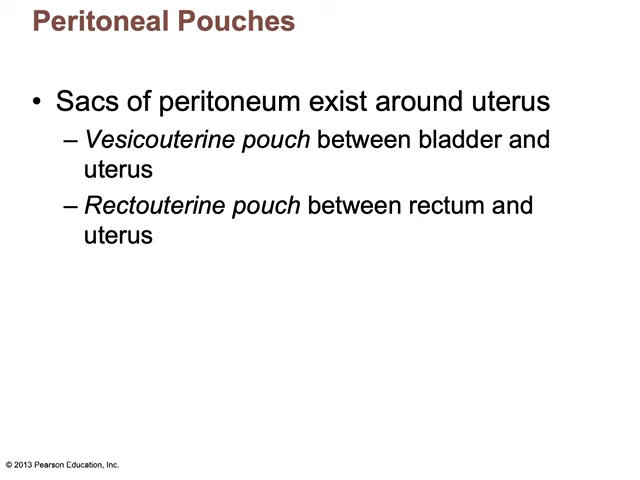 Peritoneal Pouches
• Sacs of peritoneum exist around uterus
– Vesicouterine pouch between bladder and
uterus
– Rectouterine pouch between rectum and
uterus
© 2013 Pearson Education, Inc.